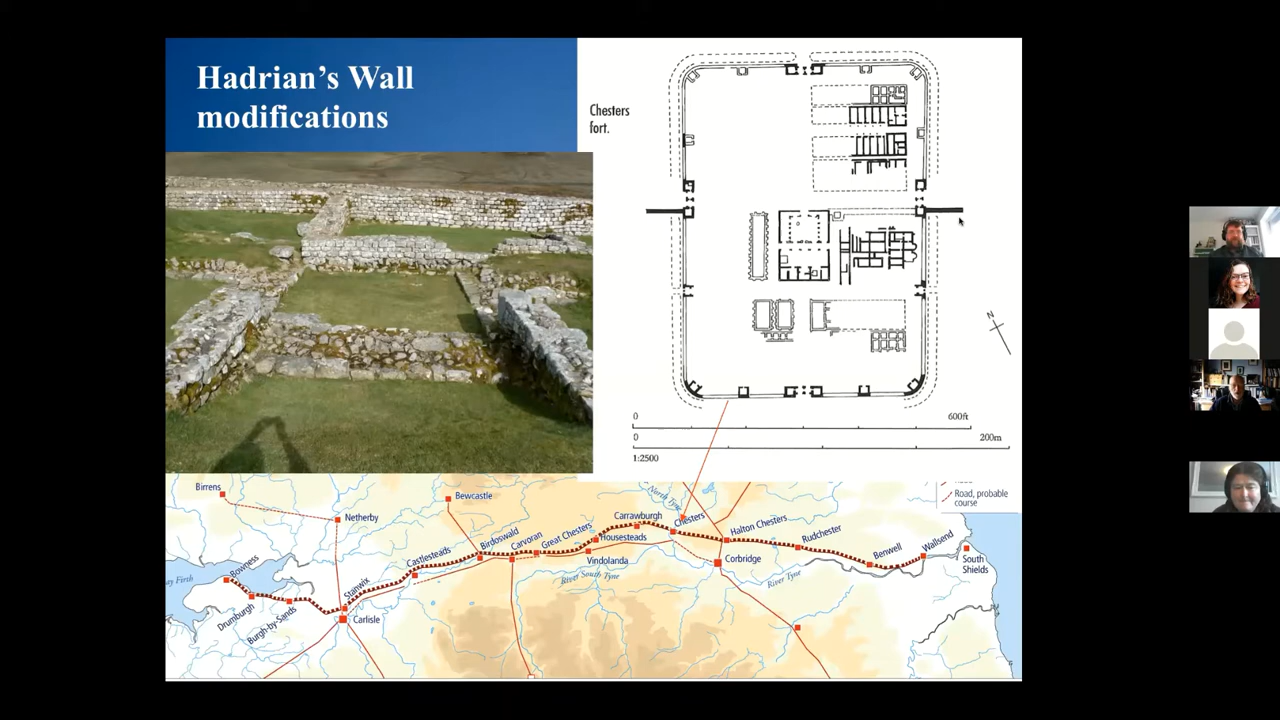 Hadrian's Wall
modifications
Chesters
fort.
N
0
600ft
0
200m
1:2500
Road, probable
course
Birrens
Netherby
Bewcastle
North Tyne
Carrawburgh
Chesters
Halton Chesters
Rudchester
Benwell
Wallsend
South
Shields
Castlesteads
Birdoswald
Carvoran
Great Chesters
Housesteads
Vindolanda
Corbridge
River South Tyne
River Tyne
Bowness
Firth
Drumburgh
Burgh-by-Sands
Stanwix
Carlisle